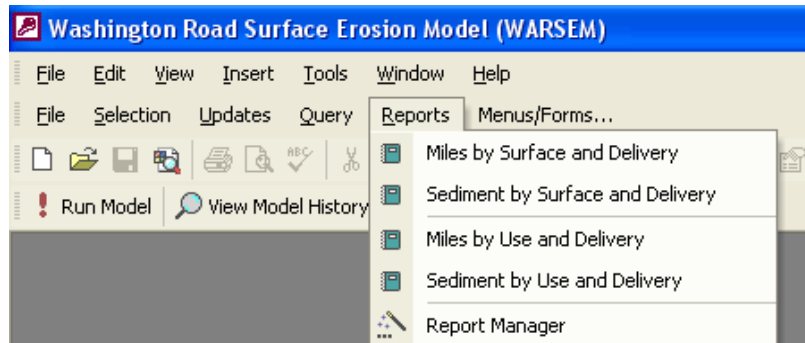 Washington Road Surface Erosion Model (WARSEM)
File Edit View Insert Tools Window Help
File Selection Updates Query Reports Menus/Forms...
Miles by Surface and Delivery
ABC
Sediment by Surface and Delivery
Run Model View Model History
Miles by Use and Delivery
Sediment by Use and Delivery
Report Manager